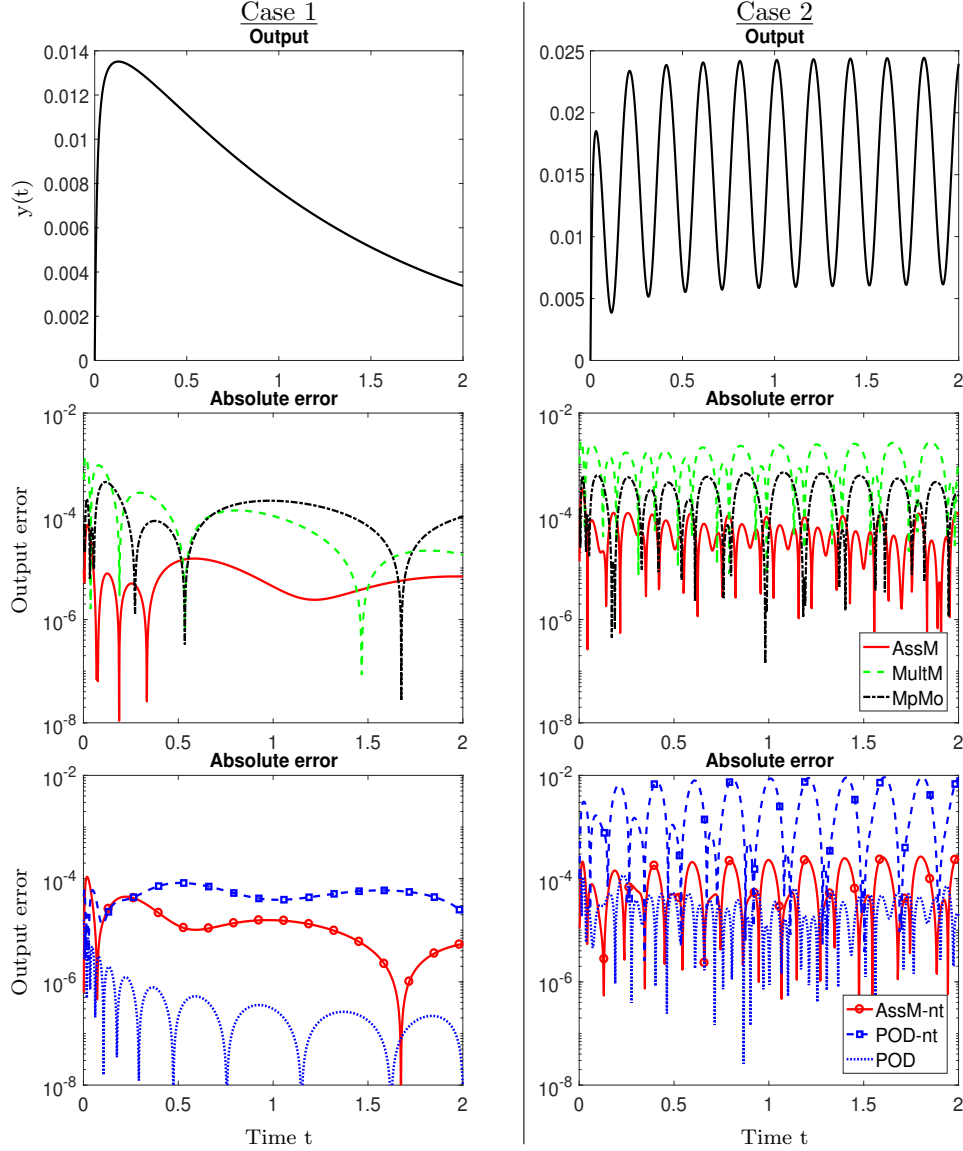 Case 1
Output
0.014
0.012
0.01
0.008
0.006
0.004
0.002
0
y(t)
0 0.5 1 1.5 2
Absolute error
10-2
10-4
10-6
10-8
Output error
0 0.5 1 1.5 2
Absolute error
10-2
10-4
10-6
10-8
Output error
0 0.5 1 1.5 2
Time t
Case 2
Output
0.025
0.02
0.015
0.01
0.005
0
0 0.5 1 1.5 2
Absolute error
10-2
10-4
10-6
10-8
AssM
MultM
MpMo
0 0.5 1 1.5 2
Absolute error
10-2
10-4
10-6
10-8
AssM-nt
POD-nt
POD
0 0.5 1 1.5 2
Time t